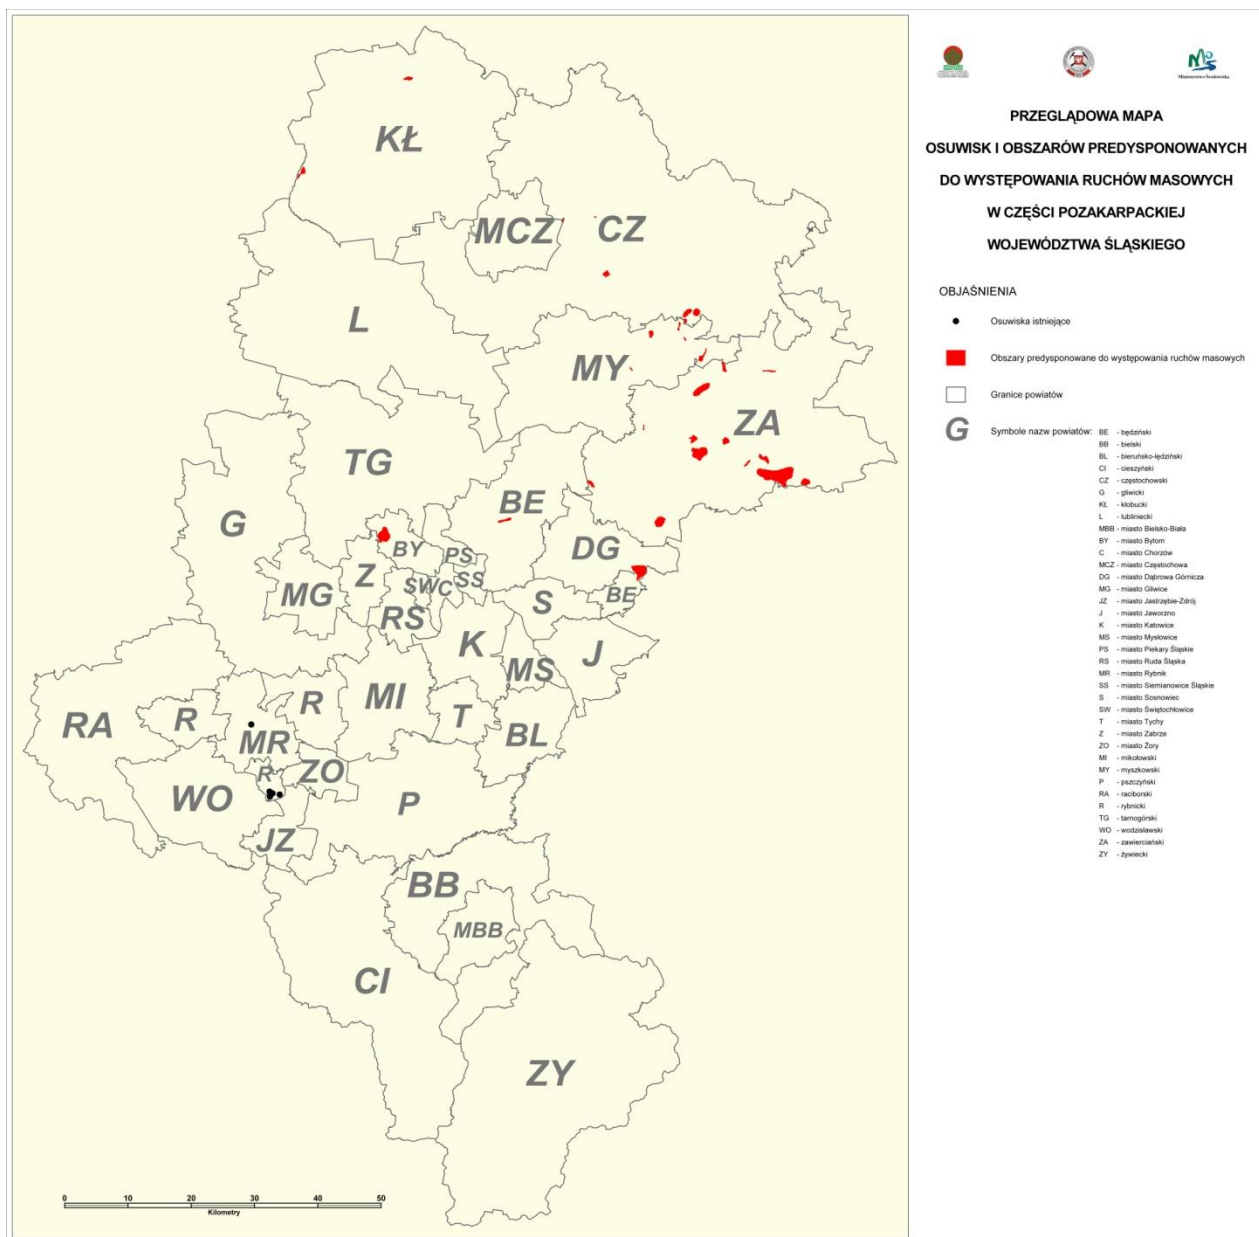 Ministerstwo Środowiska
PRZEGLĄDOWA MAPA
OSUWISK I OBSZARÓW PREDYSPONOWANYCH
DO WYSTĘPOWANIA RUCHÓW MASOWYCH
W CZĘŚCI POZAKARPACKIEJ
WOJEWÓDZTWA ŚLĄSKIEGO
OBJAŚNIENIA
Osuwiska istniejące
Obszary predysponowane do występowania ruchów masowych
Granice powiatów
G Symbole nazw powiatów:
BE - będziński
BB - bielski
BL - bieruńsko-lędziński
CI - cieszyński
CZ - częstochowski
G - gliwicki
KŁ - kłobucki
L - lubliniecki
MBB - miasto Bielsko-Biała
BY - miasto Bytom
C - miasto Chorzów
MCZ - miasto Częstochowa
DG - miasto Dąbrowa Górnicza
MG - miasto Gliwice
JZ - miasto Jastrzębie-Zdrój
J - miasto Jaworzno
K - miasto Katowice
MS - miasto Mysłowice
PS - miasto Piekary Śląskie
RS - miasto Ruda Śląska
MR - miasto Rybnik
SS - miasto Siemianowice Śląskie
S - miasto Sosnowiec
SW - miasto Świętochłowice
T - miasto Tychy
Z - miasto Zabrze
ZO - miasto Żory
MI - mikołowski
MY - myszkowski
P - pszczyński
RA - raciborski
R - rybnicki
TG - tarnogórski
WO - wodzisławski
ZA - zawierciański
ZY - żywiecki
KŁ
MCZ
CZ
L
MY
ZA
TG
BE
G
DG
BY
PS
Z
SS
SW
C
MG
BE
S
RS
K
J
MS
R
MI
RA
R
T
MR
BL
R
ZO
WO
P
JZ
BB
MBB
CI
ZY
0 10 20 30 40 50
Kilometry